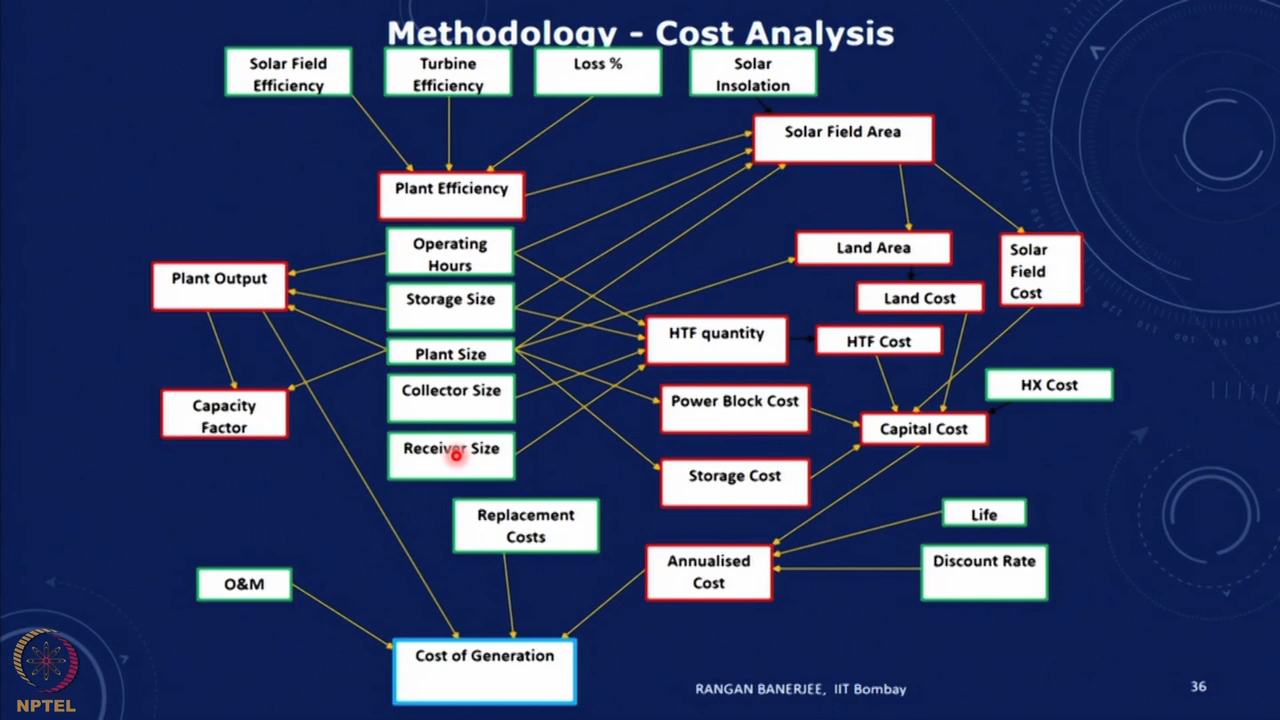 Methodology - Cost Analysis
Solar Field
Efficiency
Turbine
Efficiency
Loss %
Solar
Insolation
Solar Field Area
Plant Efficiency
Operating
Hours
Land Area
Solar
Field
Cost
Plant Output
Storage Size
Land Cost
HTF quantity
HTF Cost
Plant Size
Collector Size
HX Cost
Capacity
Factor
Power Block Cost
Capital Cost
Receiver Size
Storage Cost
Replacement
Costs
Life
Annualised
Cost
Discount Rate
O&M
Cost of Generation
NPTEL
RANGAN BANERJEE, IIT Bombay
36